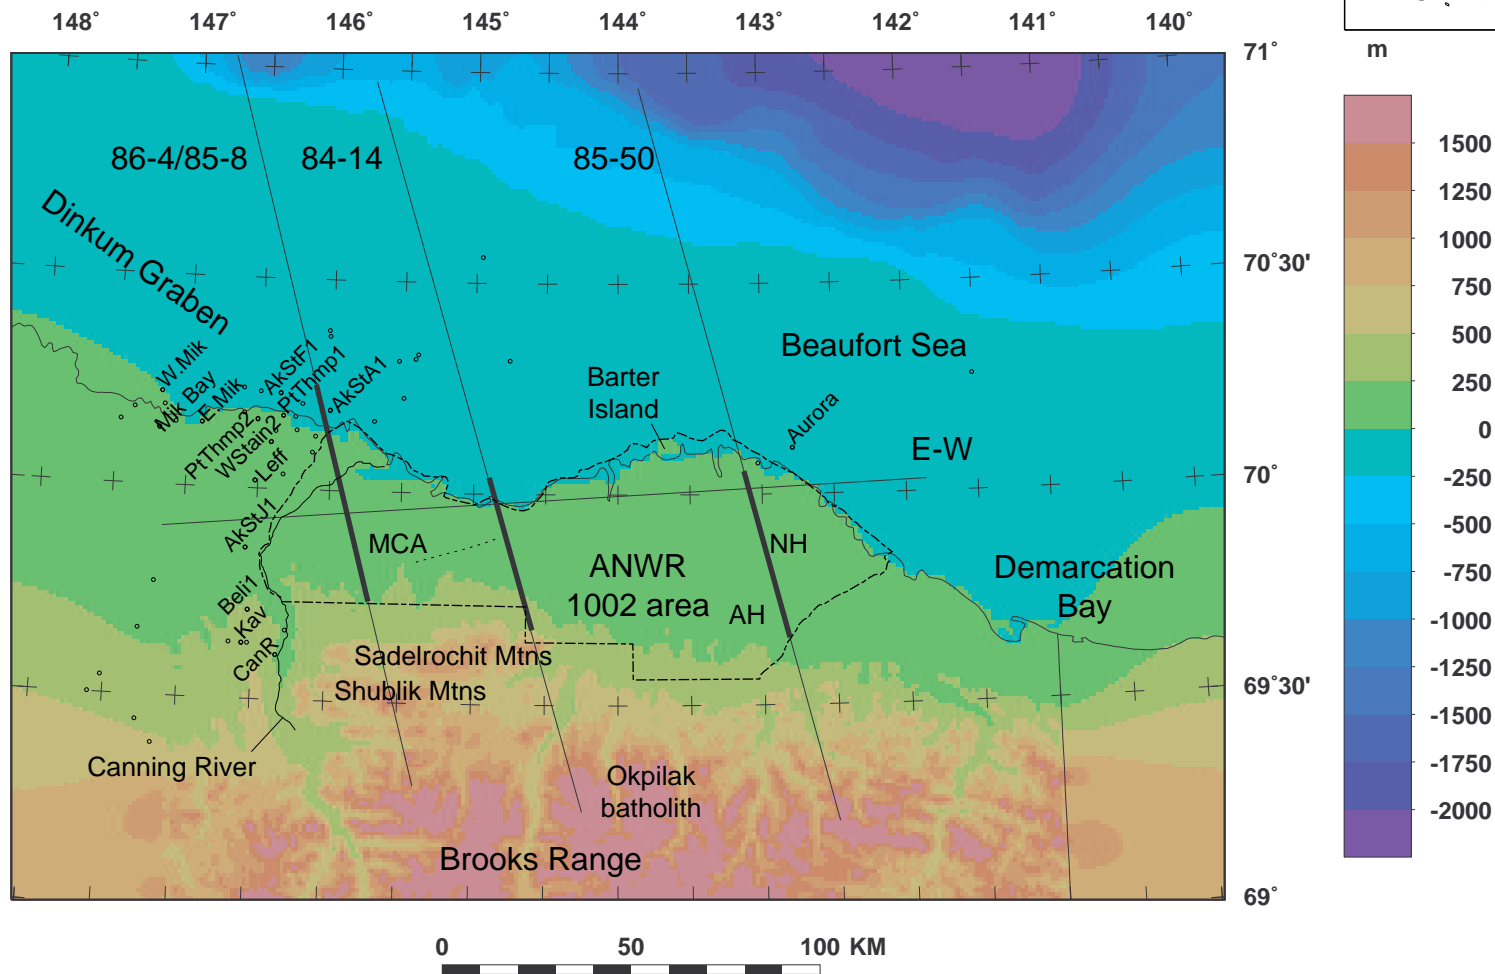 148° 147° 146° 145° 144° 143° 142° 141° 140°
71°
m
86-4/85-8 84-14 85-50
1500
Dinkum Graben
1250
1000
70°30'
750
W.Mik
Mik Bay
E.Mik
AkStF1
PtThmp1
AkStA1
Beaufort Sea
500
Barter
Island
250
Aurora
PtThmp2
WStain2
Leff
E-W
0
70°
-250
AkStJ1
-500
MCA
NH
ANWR
1002 area
Demarcation
Bay
-750
AH
-1000
Beli1
Kav
CanR
Sadelrochit Mtns
Shublik Mtns
69°30'
-1250
-1500
Canning River
Okpilak
batholith
-1750
-2000
Brooks Range
69°
0 50 100 KM